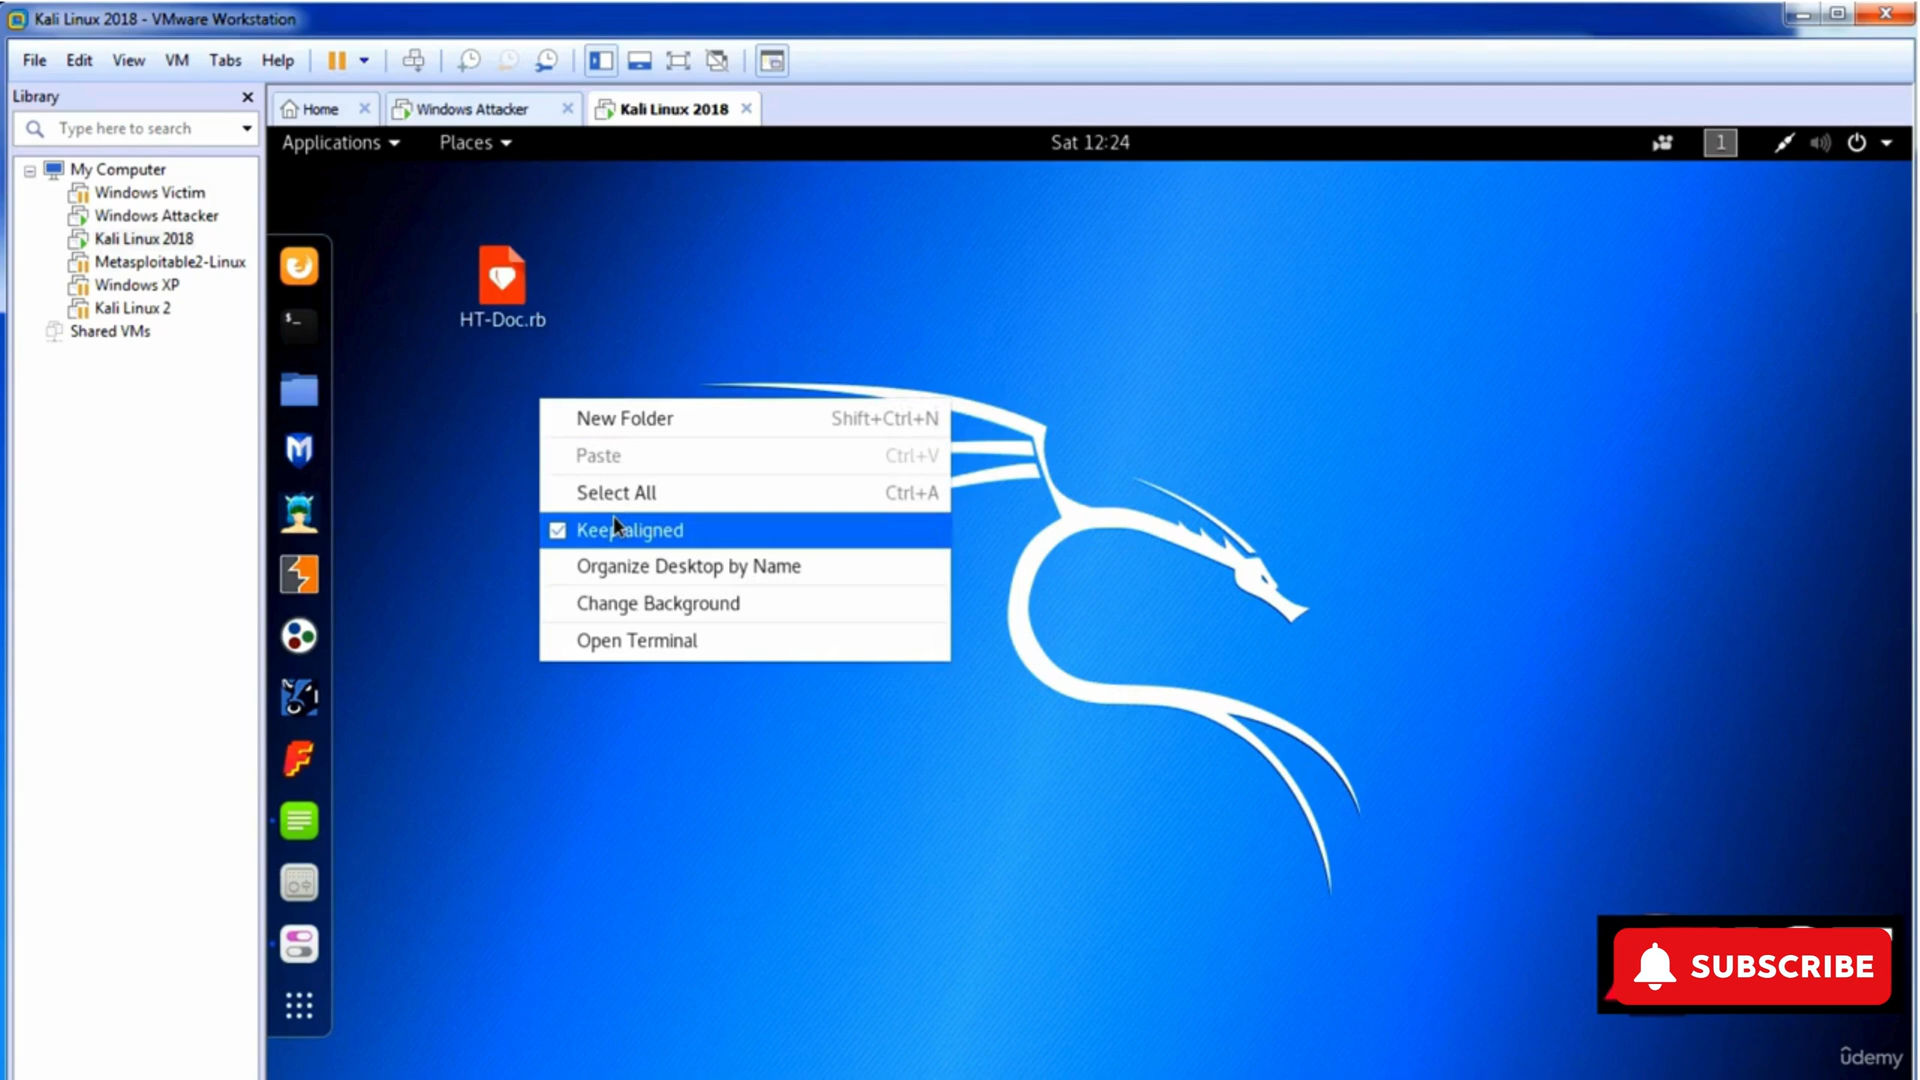 Kali Linux 2018 - VMware Workstation
File Edit View VM Tabs Help
Library
Type here to search
My Computer
Windows Victim
Windows Attacker
Kali Linux 2018
Metasploitable2-Linux
Windows XP
Kali Linux 2
Shared VMs
Home
Windows Attacker
Kali Linux 2018
Applications
Places
Sat 12:24
1
$_
HT-Doc.rb
New Folder Shift+Ctrl+N
Paste Ctrl+V
Select All Ctrl+A
Keep aligned
Organize Desktop by Name
Change Background
Open Terminal
SUBSCRIBE
ûdemy